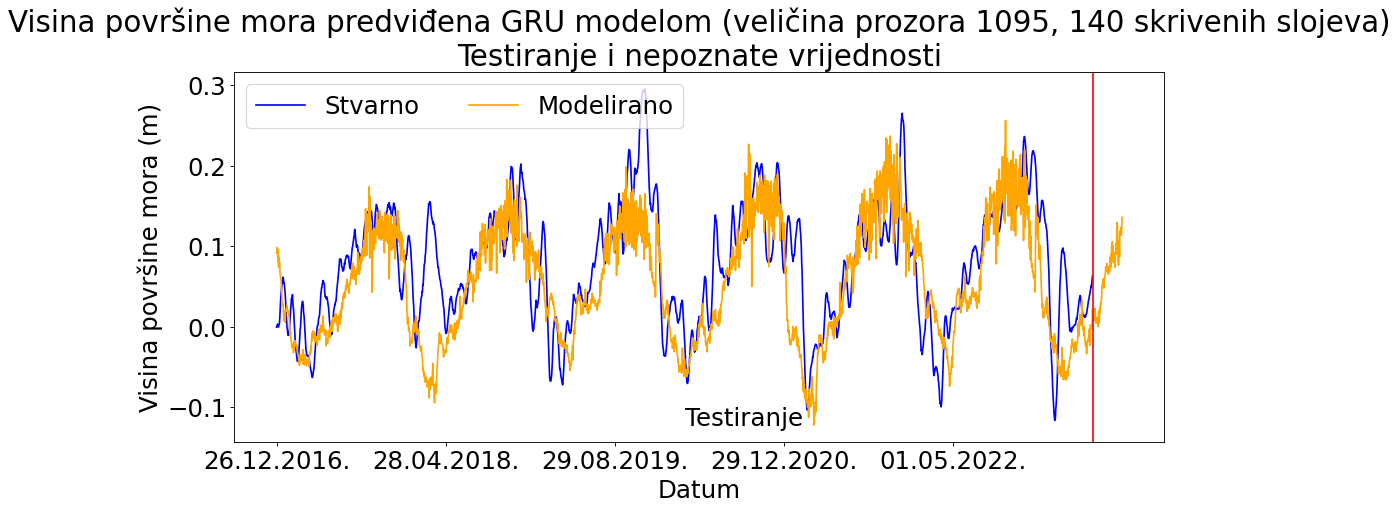 Visina površine mora predviđena GRU modelom (veličina prozora 1095, 140 skrivenih slojeva)
Testiranje i nepoznate vrijednosti
Stvarno Modelirano
Visina površine mora (m)
0.3
0.2
0.1
0.0
−0.1
Testiranje
26.12.2016. 28.04.2018. 29.08.2019. 29.12.2020. 01.05.2022.
Datum